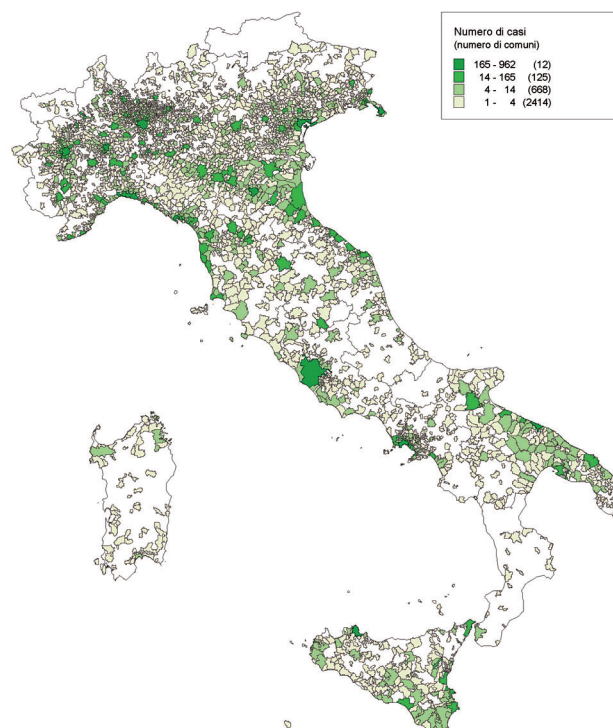 Numero di casi
(numero di comuni)
165 - 962 (12)
14 - 165 (125)
4 - 14 (668)
1 - 4 (2414)